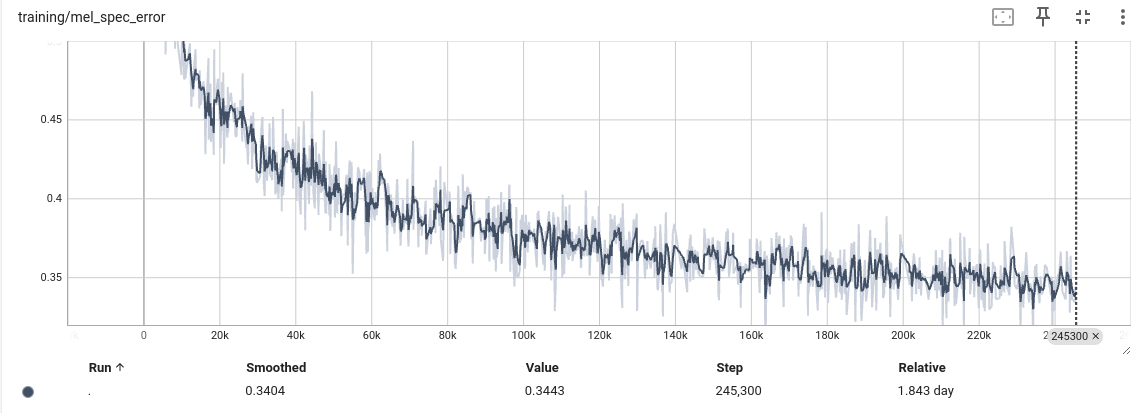 training/mel_spec_error
0.45
0.4
0.35
0 20k 40k 60k 80k 100k 120k 140k 160k 180k 200k 220k 245300 ✕
Run ↑ Smoothed Value Step Relative
. 0.3404 0.3443 245,300 1.843 day